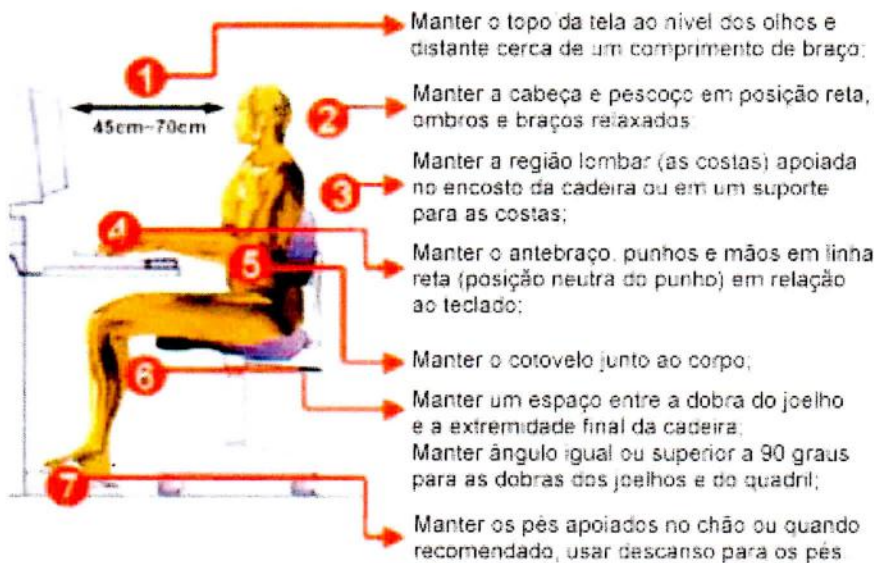 Manter o topo da tela ao nível dos olhos e
distante cerca de um comprimento de braço;
1
45cm~70cm
Manter a cabeça e pescoço em posição reta,
ombros e braços relaxados
2
Manter a região lombar (as costas) apoiada
no encosto da cadeira ou em um suporte
para as costas;
3
4
Manter o antebraço, punhos e mãos em linha
reta (posição neutra do punho) em relação
ao teclado;
5
Manter o cotovelo junto ao corpo;
6
Manter um espaço entre a dobra do joelho
e a extremidade final da cadeira;
Manter ângulo igual ou superior a 90 graus
para as dobras dos joelhos e do quadril;
7
Manter os pés apoiados no chão ou quando
recomendado, usar descanso para os pés